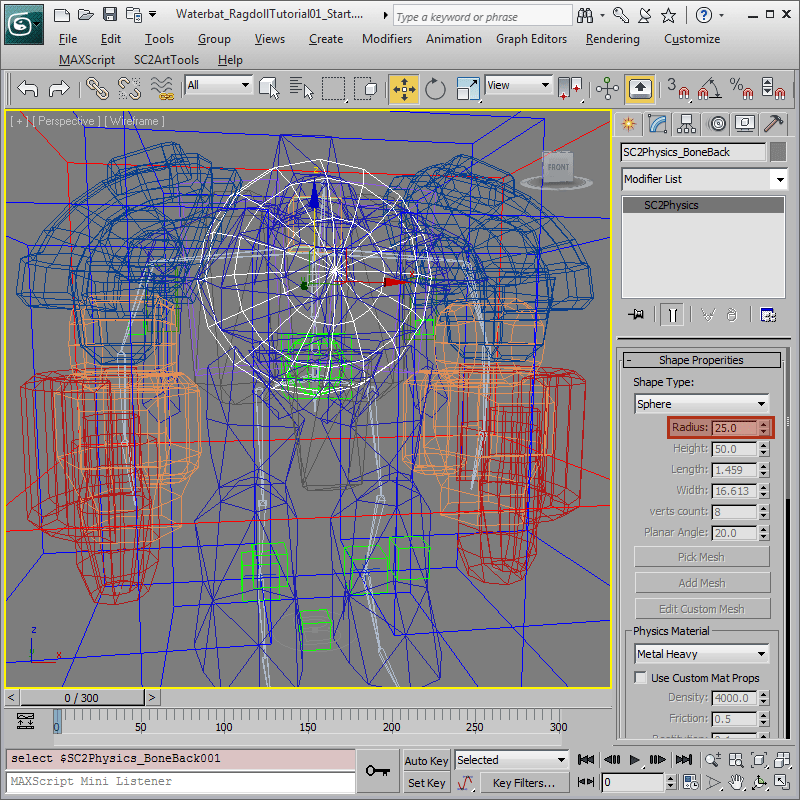 Waterbat_RagdollTutorial01_Start....
Type a keyword or phrase
File Edit Tools Group Views Create Modifiers Animation Graph Editors Rendering Customize
MAXScript SC2ArtTools Help
All
View
3
%
[ + ] [ Perspective ] [ Wireframe ]
FRONT
z
x
SC2Physics_BoneBack
Modifier List
SC2Physics
- Shape Properties
Shape Type:
Sphere
Radius: 25.0
Height: 50.0
Length: 1.459
Width: 16.613
verts count: 8
Planar Angle: 20.0
Pick Mesh
Add Mesh
Edit Custom Mesh
Physics Material
Metal Heavy
Use Custom Mat Props
Density: 4000.0
Friction: 0.5
< 0 / 300 >
0 50 100 150 200 250 300
select $SC2Physics_BoneBack001
MAXScript Mini Listener
Auto Key
Selected
Set Key
Key Filters...
0